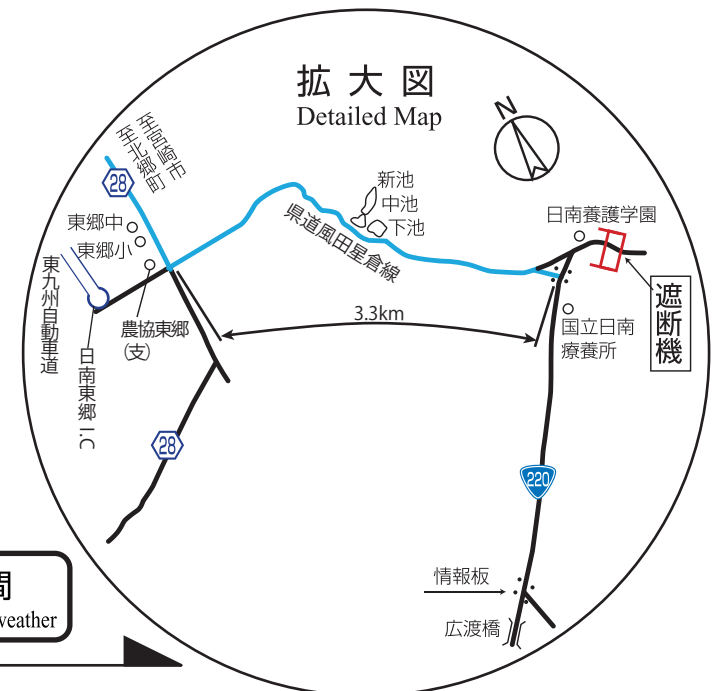 拡大図
Detailed Map
N
至宮崎市
至北郷町
28
新池
中池
下池
県道風田星倉線
東郷中
東郷小
日南養護学園
遮断機
東九州自動車道
日南東郷I.C
農協東郷
(支)
3.3km
国立日南
療養所
28
220
情報板
広渡橋
間
weather